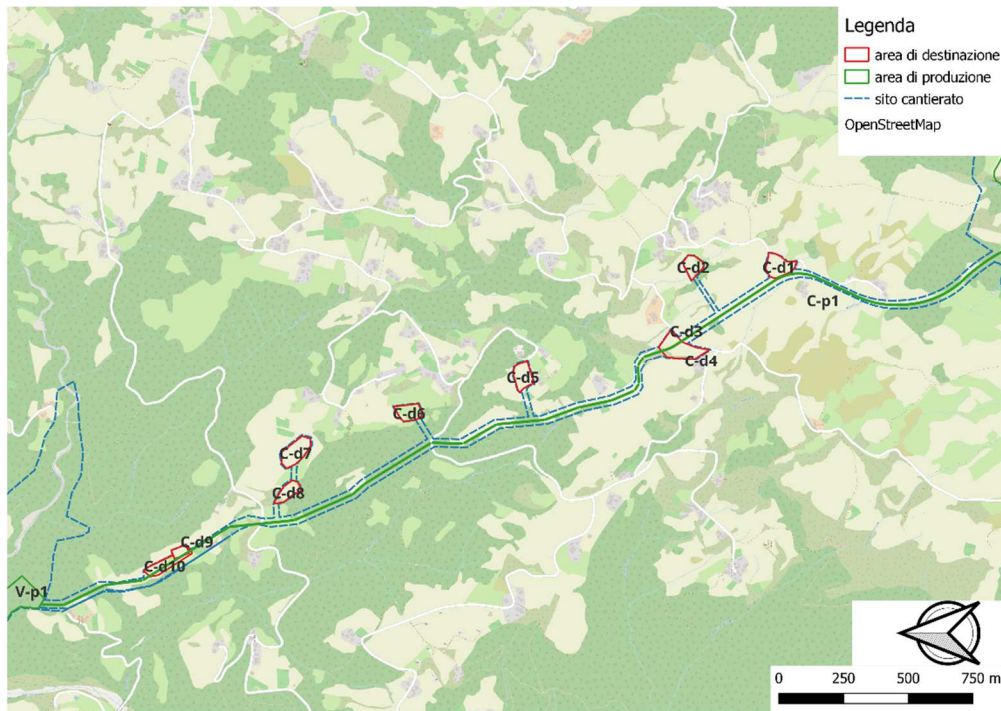 Legenda
area di destinazione
area di produzione
sito cantierato
OpenStreetMap
C-d2
C-d1
C-p1
C-d3
C-d4
C-d5
C-d6
C-d7
C-d8
C-d9
C-d10
V-p1
0 250 500 750 m